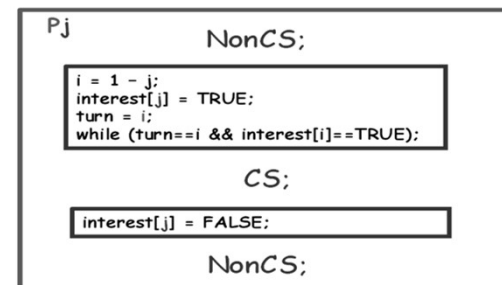 Pj
NonCS;
i = 1 - j;
interest[j] = TRUE;
turn = i;
while (turn==i && interest[i]==TRUE);
CS;
interest[j] = FALSE;
NonCS;